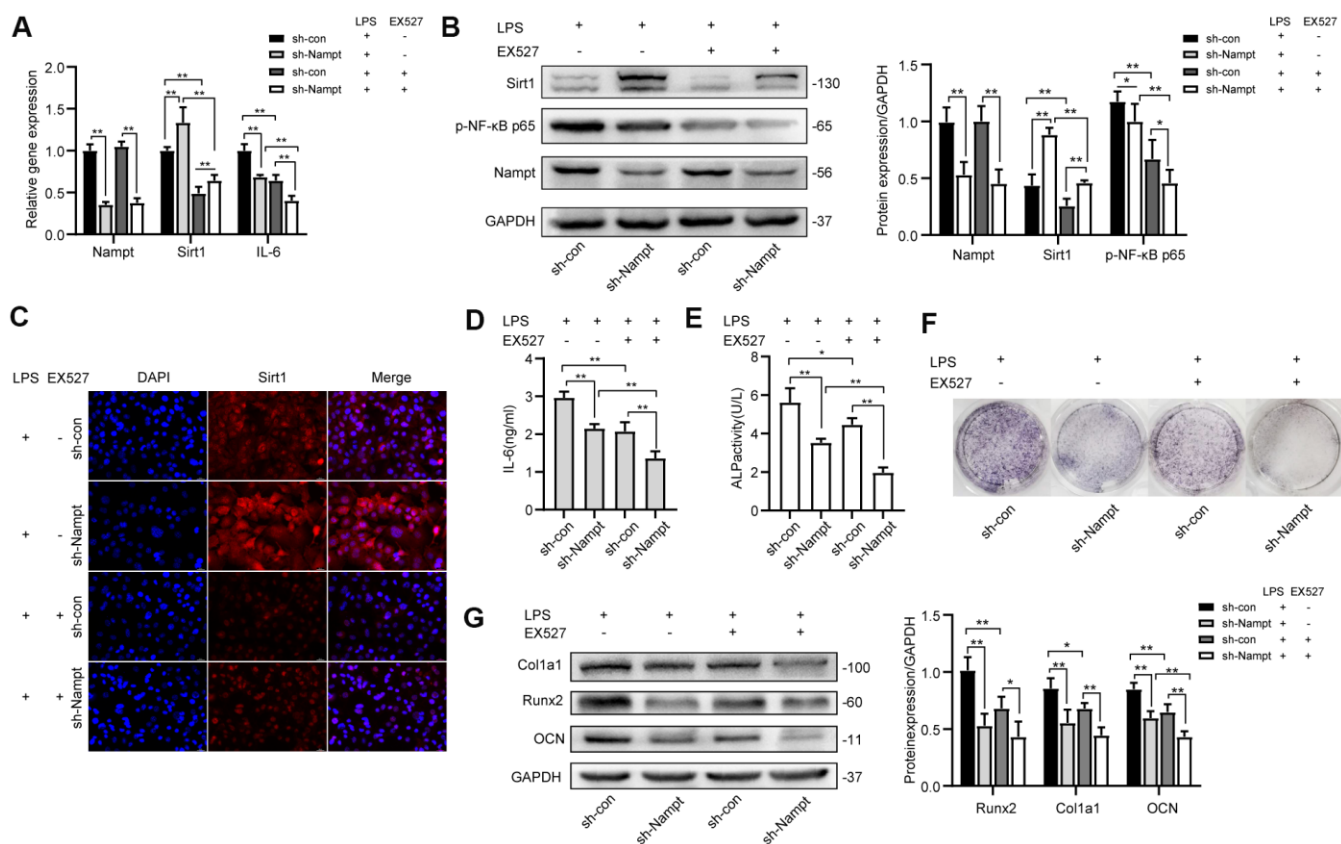 A
LPS EX527
sh-con + -
sh-Nampt + -
sh-con + +
sh-Nampt + +
Relative gene expression
2.0
1.5
1.0
0.5
0.0
** ** ** ** ** ** ** ** ** ** **
Nampt Sirt1 IL-6
B
LPS + + + +
EX527 - - + +
Sirt1 -130
p-NF-κB p65 -65
Nampt -56
GAPDH -37
sh-con sh-Nampt sh-con sh-Nampt
LPS EX527
sh-con + -
sh-Nampt + -
sh-con + +
sh-Nampt + +
Protein expression/GAPDH
1.5
1.0
0.5
0.0
** ** ** ** ** ** ** * ** *
Nampt Sirt1 p-NF-κB p65
C
LPS EX527 DAPI Sirt1 Merge
+ - sh-con
+ - sh-Nampt
+ + sh-con
+ + sh-Nampt
D
LPS + + + +
EX527 - - + +
IL-6(ng/ml)
4
3
2
1
0
** ** ** **
sh-con sh-Nampt sh-con sh-Nampt
E
LPS + + + +
EX527 - - + +
ALPactivity(U/L)
8
6
4
2
0
* ** ** **
sh-con sh-Nampt sh-con sh-Nampt
F
LPS + + + +
EX527 - - + +
sh-con sh-Nampt sh-con sh-Nampt
G
LPS + + + +
EX527 - - + +
Col1a1 -100
Runx2 -60
OCN -11
GAPDH -37
sh-con sh-Nampt sh-con sh-Nampt
LPS EX527
sh-con + -
sh-Nampt + -
sh-con + +
sh-Nampt + +
Proteinexpression/GAPDH
1.5
1.0
0.5
0.0
** ** * * ** ** ** ** ** **
Runx2 Col1a1 OCN